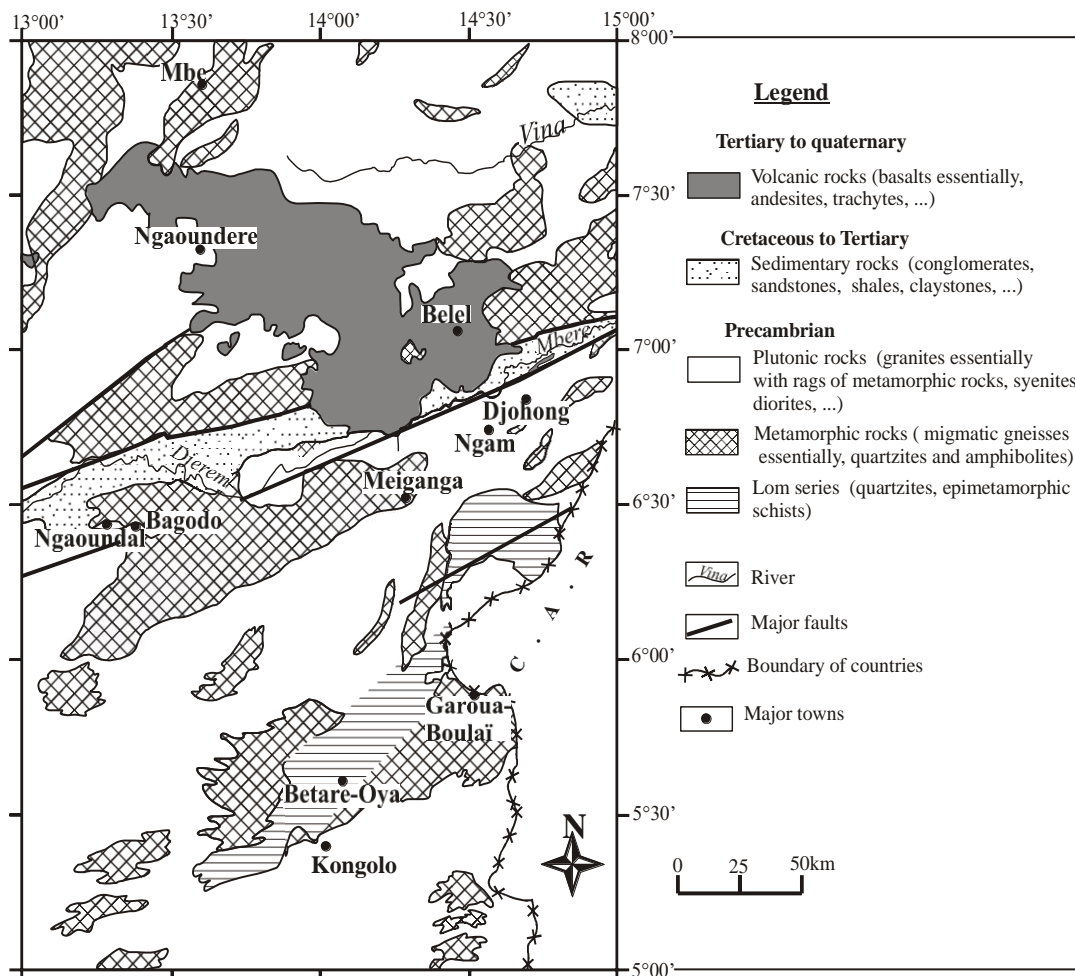 13°00’
13°30’
14°00’
14°30’
15°00’
8°00’
7°30’
7°00’
6°30’
6°00’
5°30’
5°00’
Mbe
Vina
Ngaoundere
Belel
Mbere
Djohong
Ngam
Djerem
Meiganga
Bagodo
Ngaoundal
C . A . R
Garoua-
Boulaï
Betare-Oya
Kongolo
N
Legend
Tertiary to quaternary
Volcanic rocks (basalts essentially,
andesites, trachytes, ...)
Cretaceous to Tertiary
Sedimentary rocks (conglomerates,
sandstones, shales, claystones, ...)
Precambrian
Plutonic rocks (granites essentially
with rags of metamorphic rocks, syenites
diorites, ...)
Metamorphic rocks ( migmatic gneisses
essentially, quartzites and amphibolites)
Lom series (quartzites, epimetamorphic
schists)
Vina
River
Major faults
Boundary of countries
Major towns
0 25 50km